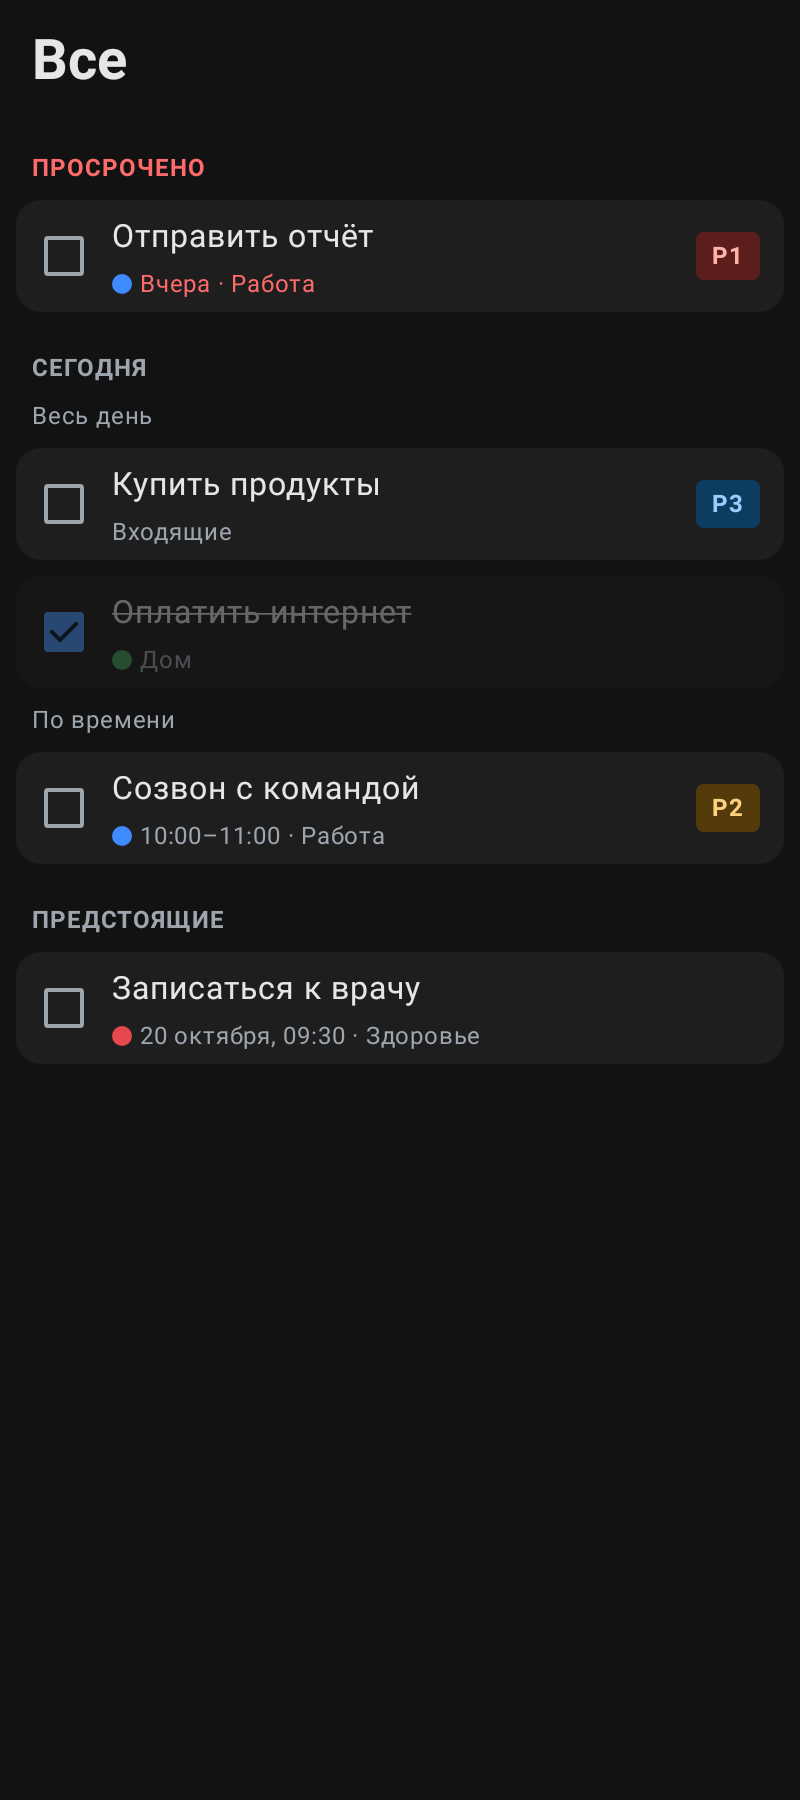 Все
ПРОСРОЧЕНО
Отправить отчёт
P1
Вчера · Работа
СЕГОДНЯ
Весь день
Купить продукты
P3
Входящие
Оплатить интернет
Дом
По времени
Созвон с командой
P2
10:00–11:00 · Работа
ПРЕДСТОЯЩИЕ
Записаться к врачу
20 октября, 09:30 · Здоровье